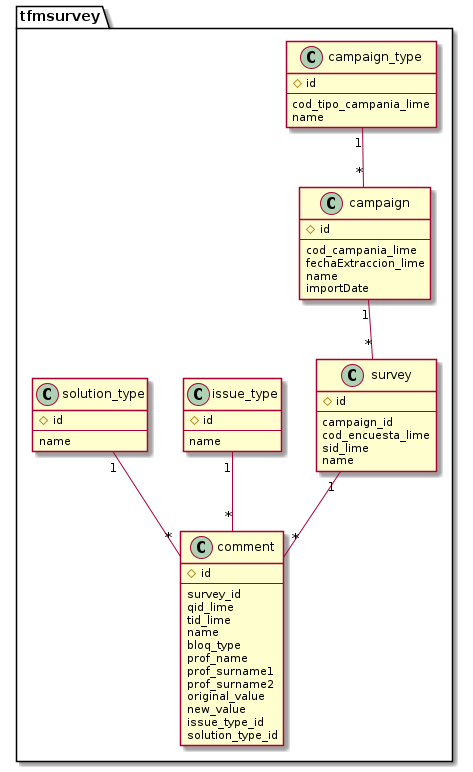 tfmsurvey
C campaign_type
id
cod_tipo_campania_lime
name
1
*
C campaign
id
cod_campania_lime
fechaExtraccion_lime
name
importDate
1
*
C survey
id
campaign_id
cod_encuesta_lime
sid_lime
name
C solution_type
id
name
C issue_type
id
name
1
1
1
*
*
*
C comment
id
survey_id
qid_lime
tid_lime
name
bloq_type
prof_name
prof_surname1
prof_surname2
original_value
new_value
issue_type_id
solution_type_id